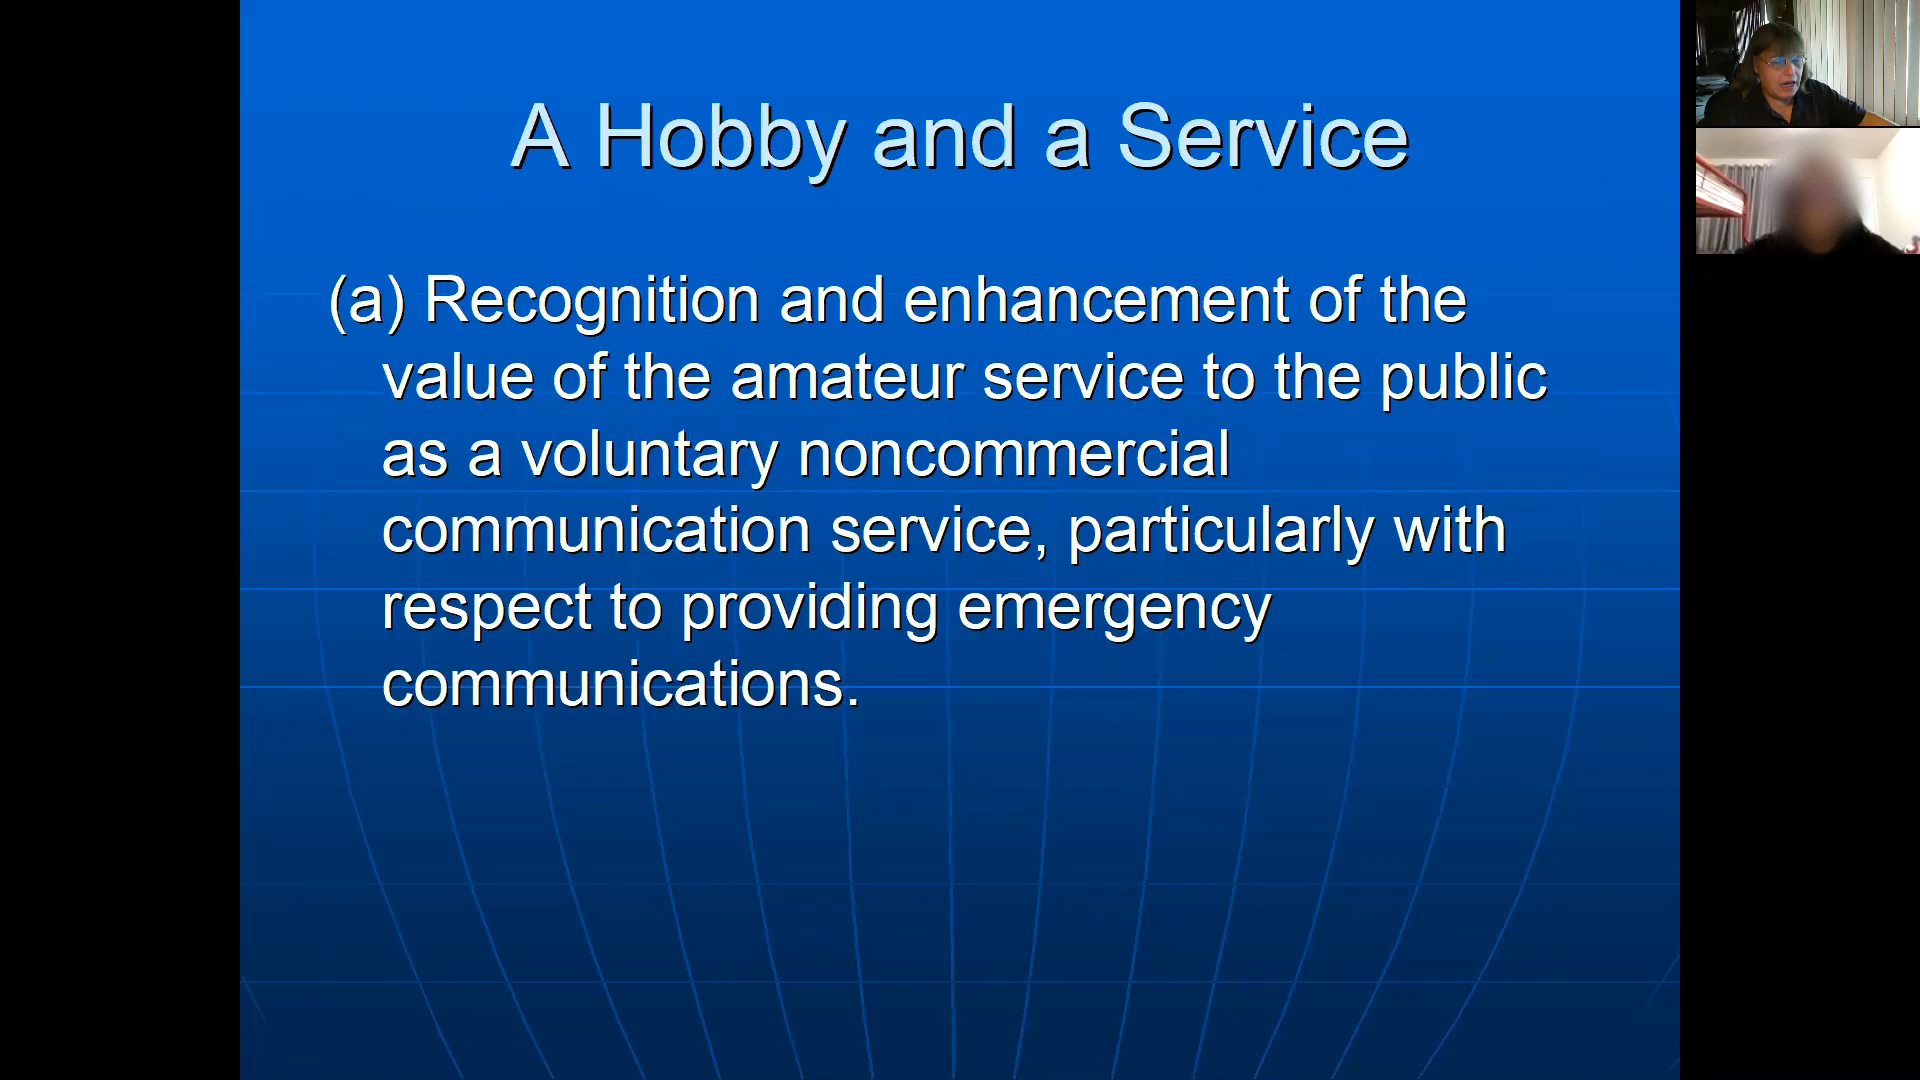 A Hobby and a Service
(a) Recognition and enhancement of the
value of the amateur service to the public
as a voluntary noncommercial
communication service, particularly with
respect to providing emergency
communications.